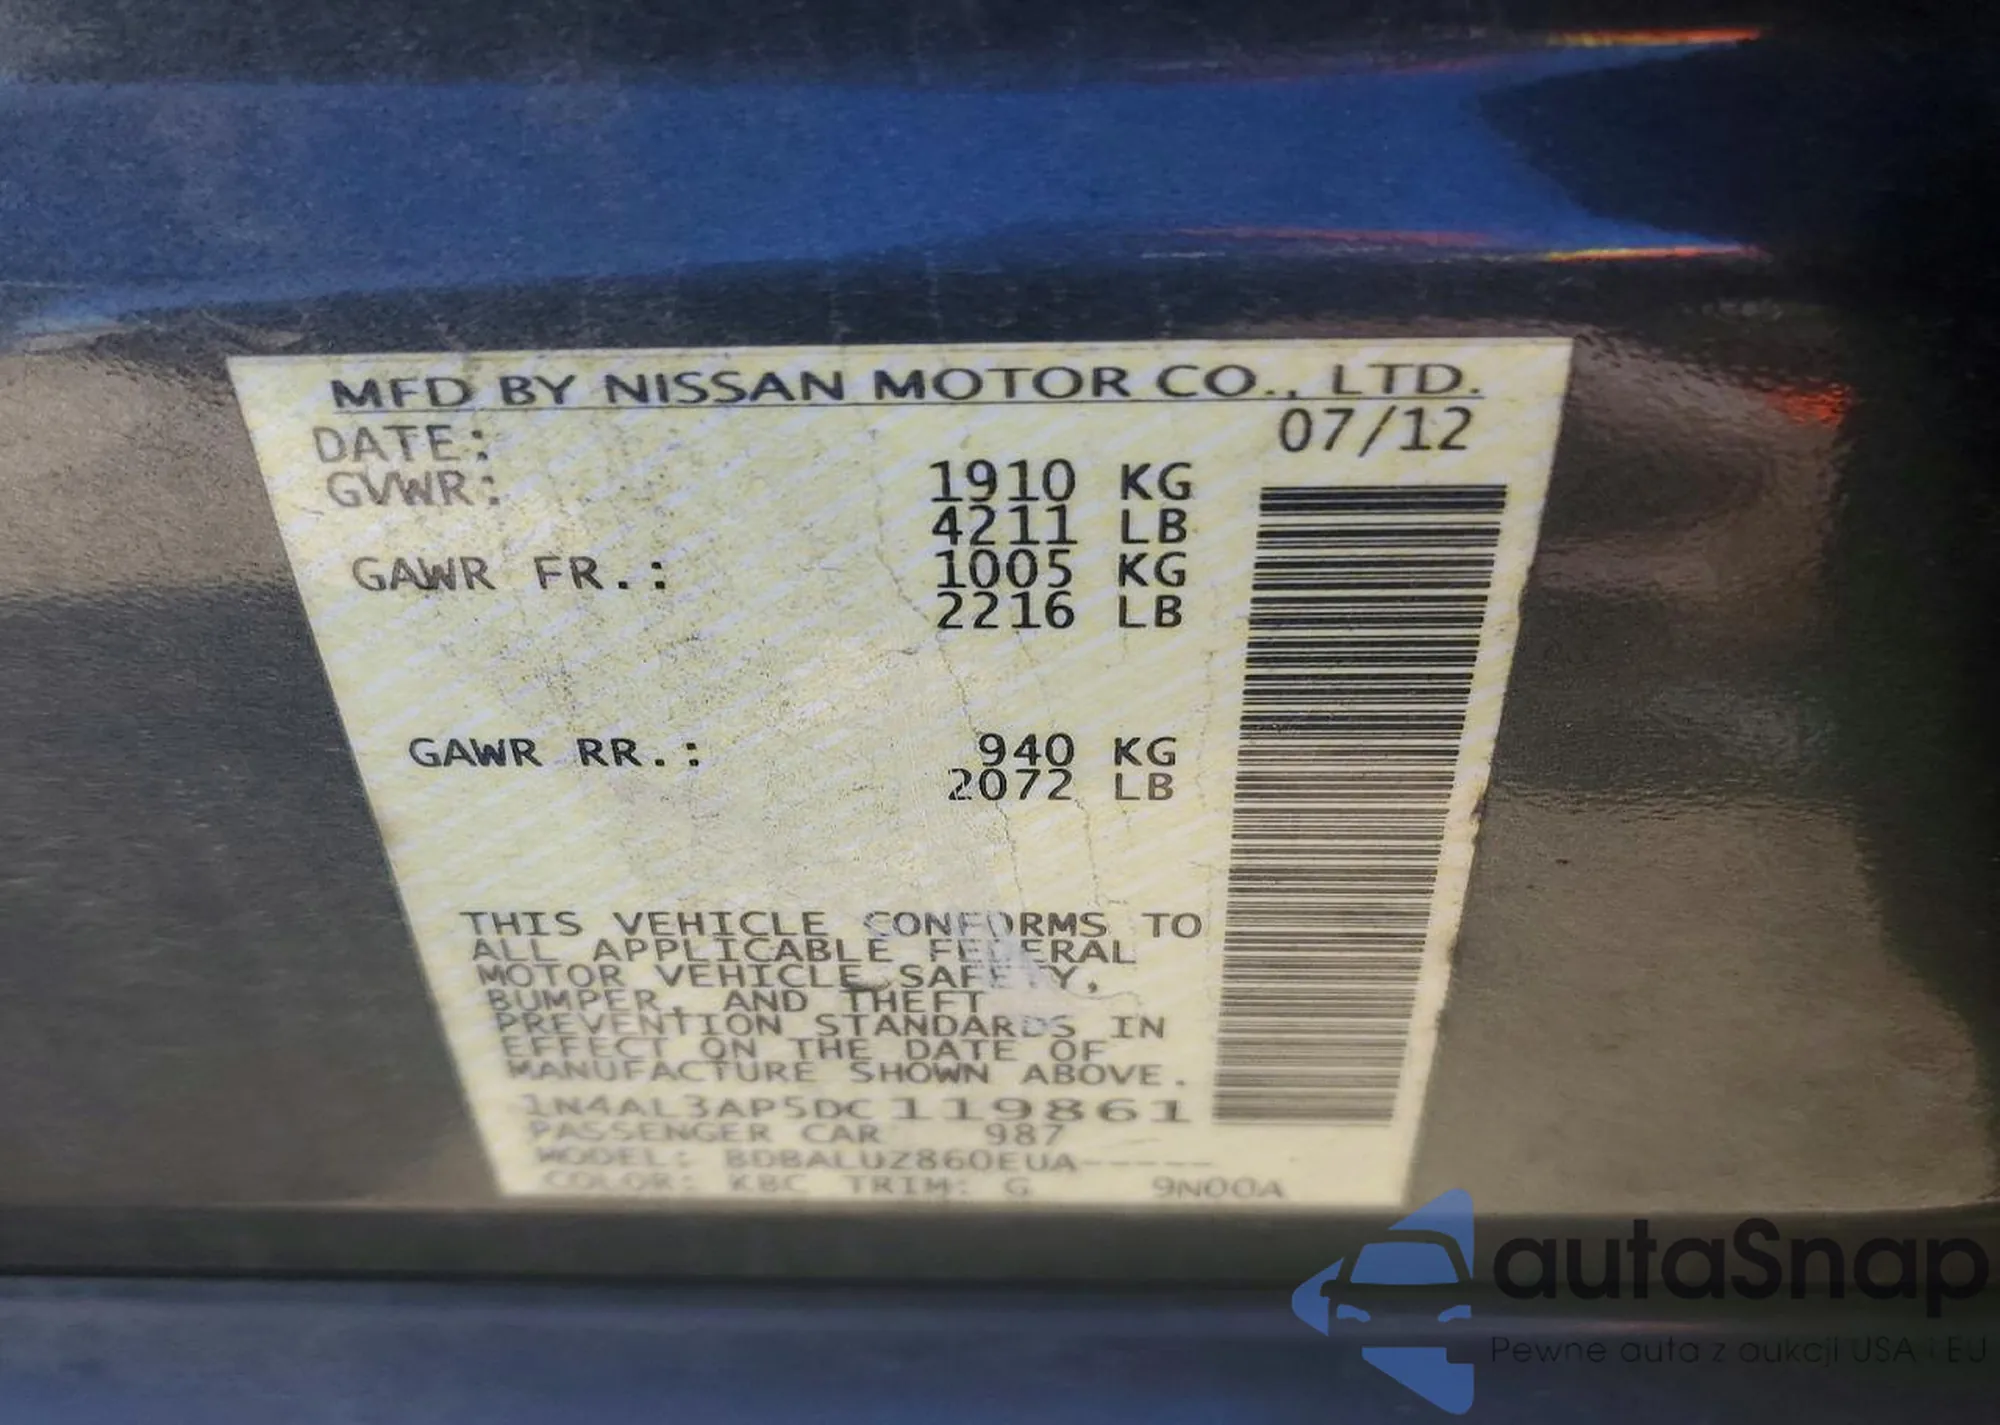 MFD BY NISSAN MOTOR CO., LTD.
DATE: 07/12
GVWR: 1910 KG
4211 LB
GAWR FR.: 1005 KG
2216 LB
GAWR RR.: 940 KG
2072 LB
THIS VEHICLE CONFORMS TO
ALL APPLICABLE FEDERAL
MOTOR VEHICLE SAFETY,
BUMPER, AND THEFT
PREVENTION STANDARDS IN
EFFECT ON THE DATE OF
MANUFACTURE SHOWN ABOVE.
1N4AL3AP5DC119861
PASSENGER CAR 987
MODEL: BDBALUZ860EUA-----
COLOR: KBC TRIM: G 9N00A
autaSnap
Pewne auta z aukcji USA i EU